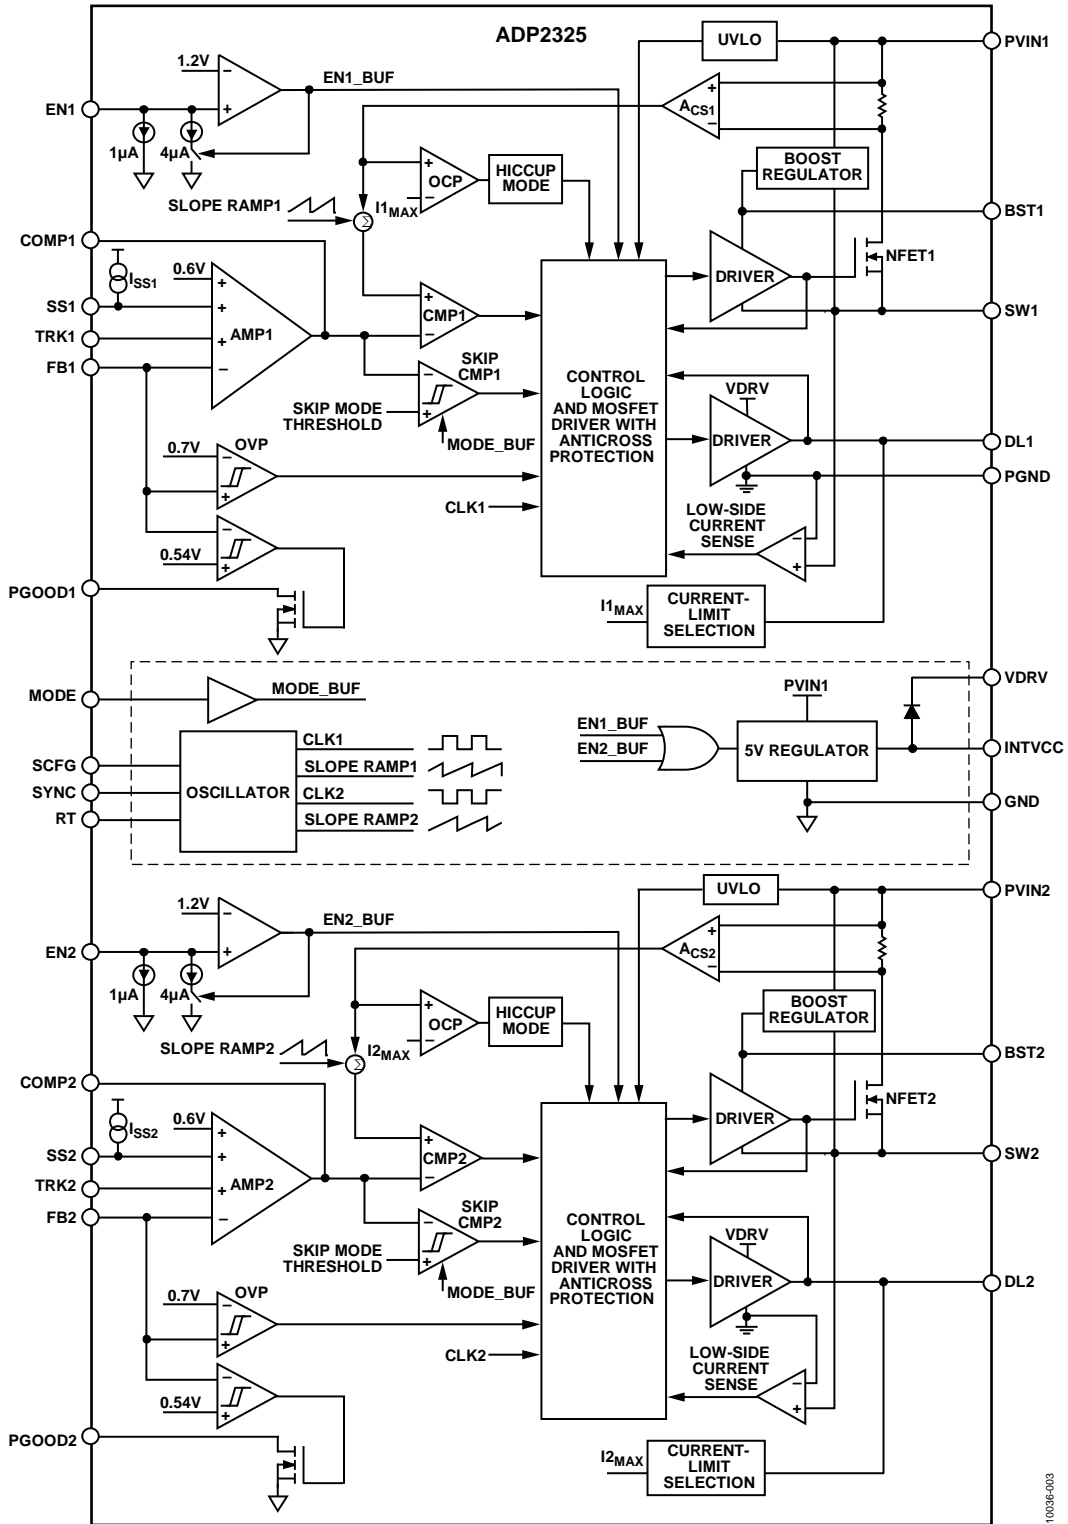 ADP2325
UVLO
PVIN1
1.2V
–
+
EN1_BUF
EN1
1µA
4µA
ACS1
+
–
BOOST
REGULATOR
+
–
OCP
HICCUP
MODE
SLOPE RAMP1
I1MAX
Σ
BST1
COMP1
ISS1
0.6V
+
SS1
+
TRK1
+
AMP1
FB1
–
+
CMP1
–
DRIVER
NFET1
SW1
SKIP
CMP1
–
+
SKIP MODE
THRESHOLD
MODE_BUF
CONTROL
LOGIC
AND MOSFET
DRIVER WITH
ANTICROSS
PROTECTION
VDRV
DRIVER
DL1
PGND
0.7V
OVP
–
+
CLK1
LOW-SIDE
CURRENT
SENSE
–
+
–
0.54V
+
PGOOD1
I1MAX
CURRENT-
LIMIT
SELECTION
MODE
MODE_BUF
PVIN1
VDRV
SCFG
SYNC
RT
OSCILLATOR
CLK1
SLOPE RAMP1
CLK2
SLOPE RAMP2
EN1_BUF
EN2_BUF
5V REGULATOR
INTVCC
GND
UVLO
PVIN2
1.2V
–
+
EN2_BUF
EN2
1µA
4µA
ACS2
+
–
BOOST
REGULATOR
+
–
OCP
HICCUP
MODE
SLOPE RAMP2
I2MAX
Σ
BST2
COMP2
ISS2
0.6V
+
SS2
+
TRK2
+
AMP2
FB2
–
+
CMP2
–
DRIVER
NFET2
SW2
SKIP
CMP2
–
+
SKIP MODE
THRESHOLD
MODE_BUF
CONTROL
LOGIC
AND MOSFET
DRIVER WITH
ANTICROSS
PROTECTION
VDRV
DRIVER
DL2
0.7V
OVP
–
+
CLK2
LOW-SIDE
CURRENT
SENSE
–
+
–
0.54V
+
PGOOD2
I2MAX
CURRENT-
LIMIT
SELECTION
10036-003